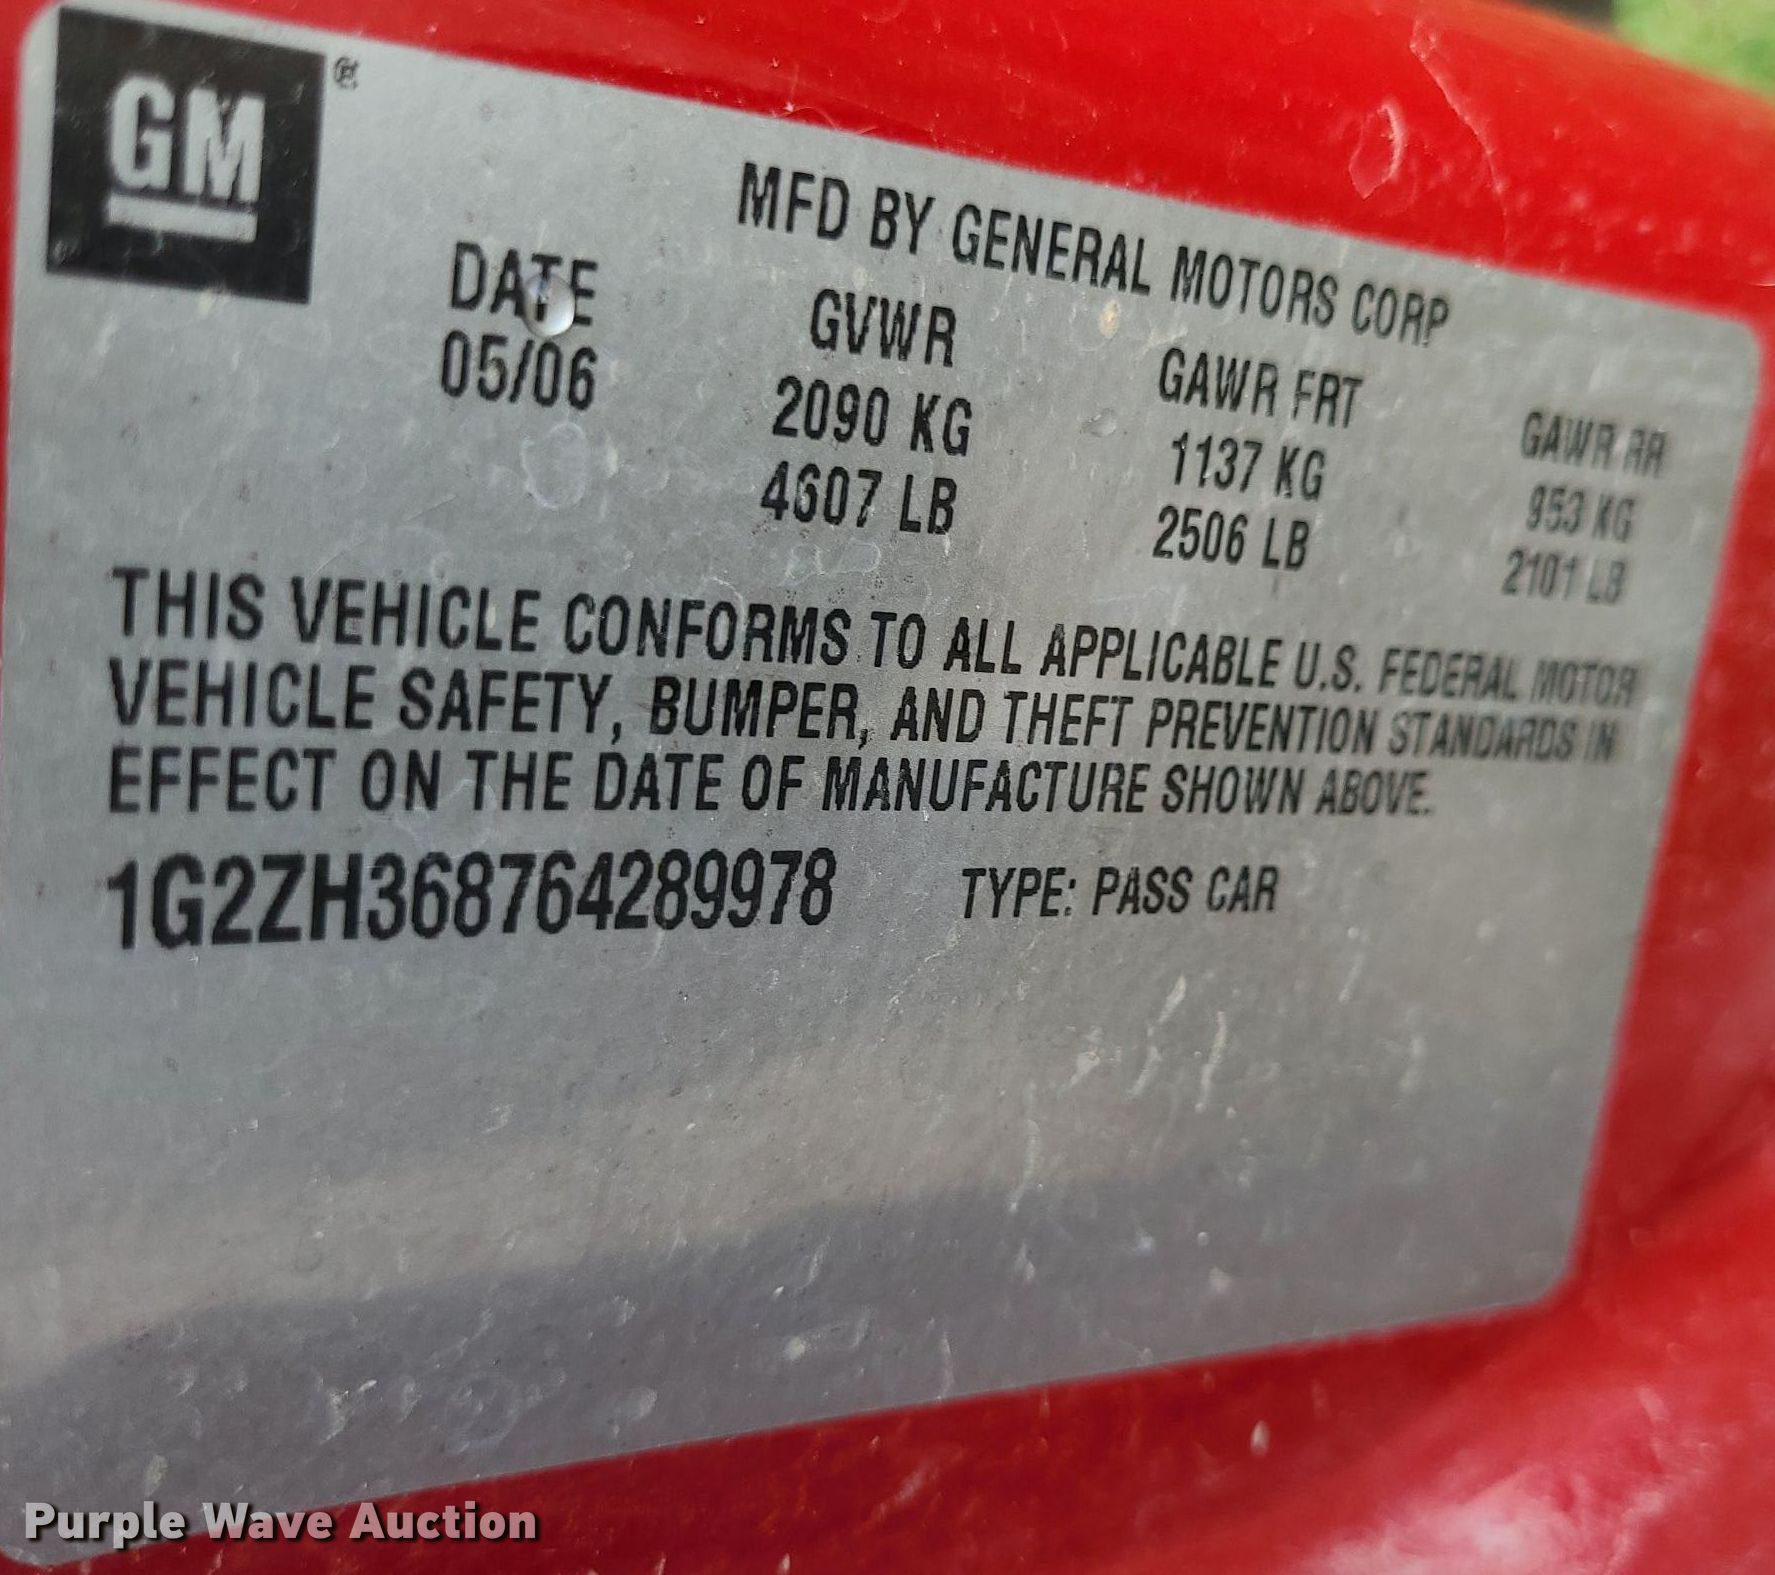 GM®
MFD BY GENERAL MOTORS CORP
DATE GVWR GAWR FRT GAWR RR
05/06 2090 KG 1137 KG 953 KG
4607 LB 2506 LB 2101 LB
THIS VEHICLE CONFORMS TO ALL APPLICABLE U.S. FEDERAL MOTOR
VEHICLE SAFETY, BUMPER, AND THEFT PREVENTION STANDARDS IN
EFFECT ON THE DATE OF MANUFACTURE SHOWN ABOVE.
1G2ZH368764289978 TYPE: PASS CAR
Purple Wave Auction